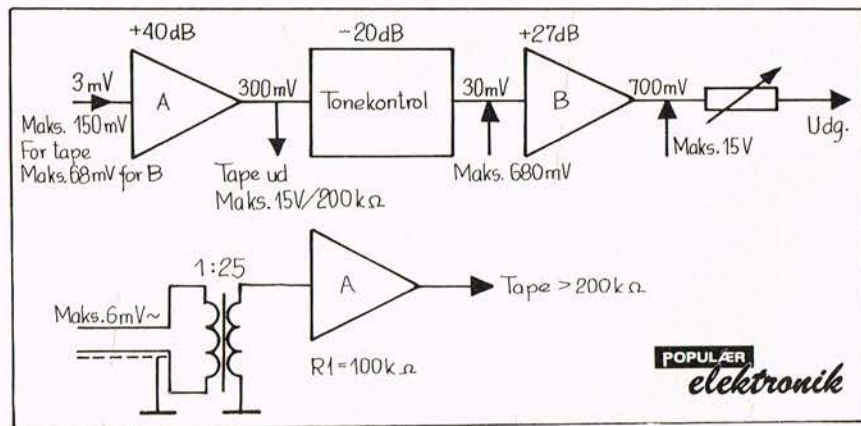 +40dB
-20dB
+27dB
3mV
A
300mV
Tonekontrol
30mV
B
700mV
Maks. 150mV
For tape
Maks. 68mV for B
Tape ud
Maks. 15V/200kΩ
Maks. 680mV
Maks. 15V
Udg.
1:25
A
Tape > 200kΩ
Maks. 6mV~
R1 = 100kΩ
POPULÆR
elektronik